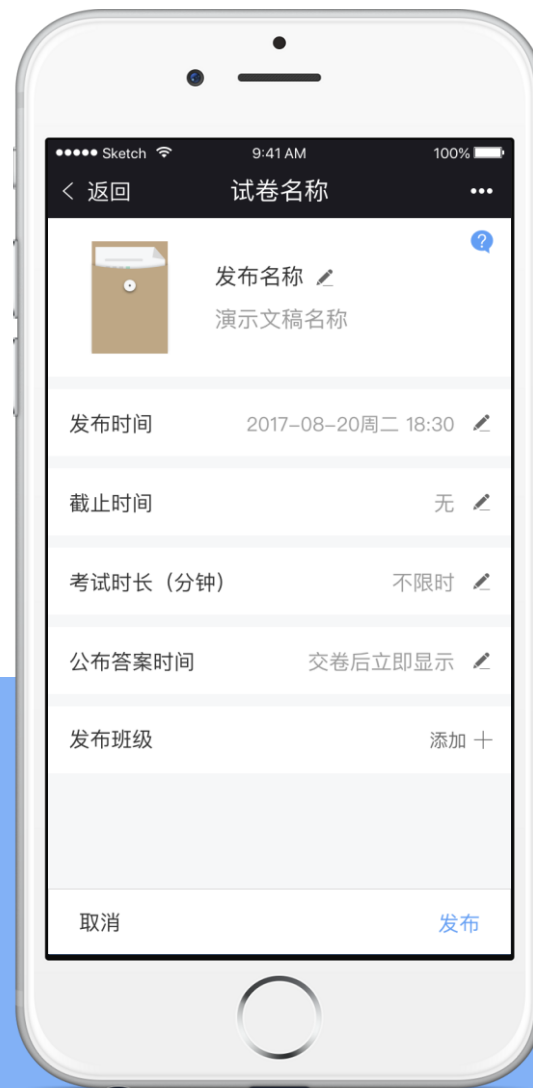 ●●●●● Sketch 9:41 AM 100%
< 返回 试卷名称 •••
?
发布名称
演示文稿名称
发布时间 2017-08-20周二 18:30
截止时间 无
考试时长（分钟） 不限时
公布答案时间 交卷后立即显示
发布班级 添加 +
取消 发布